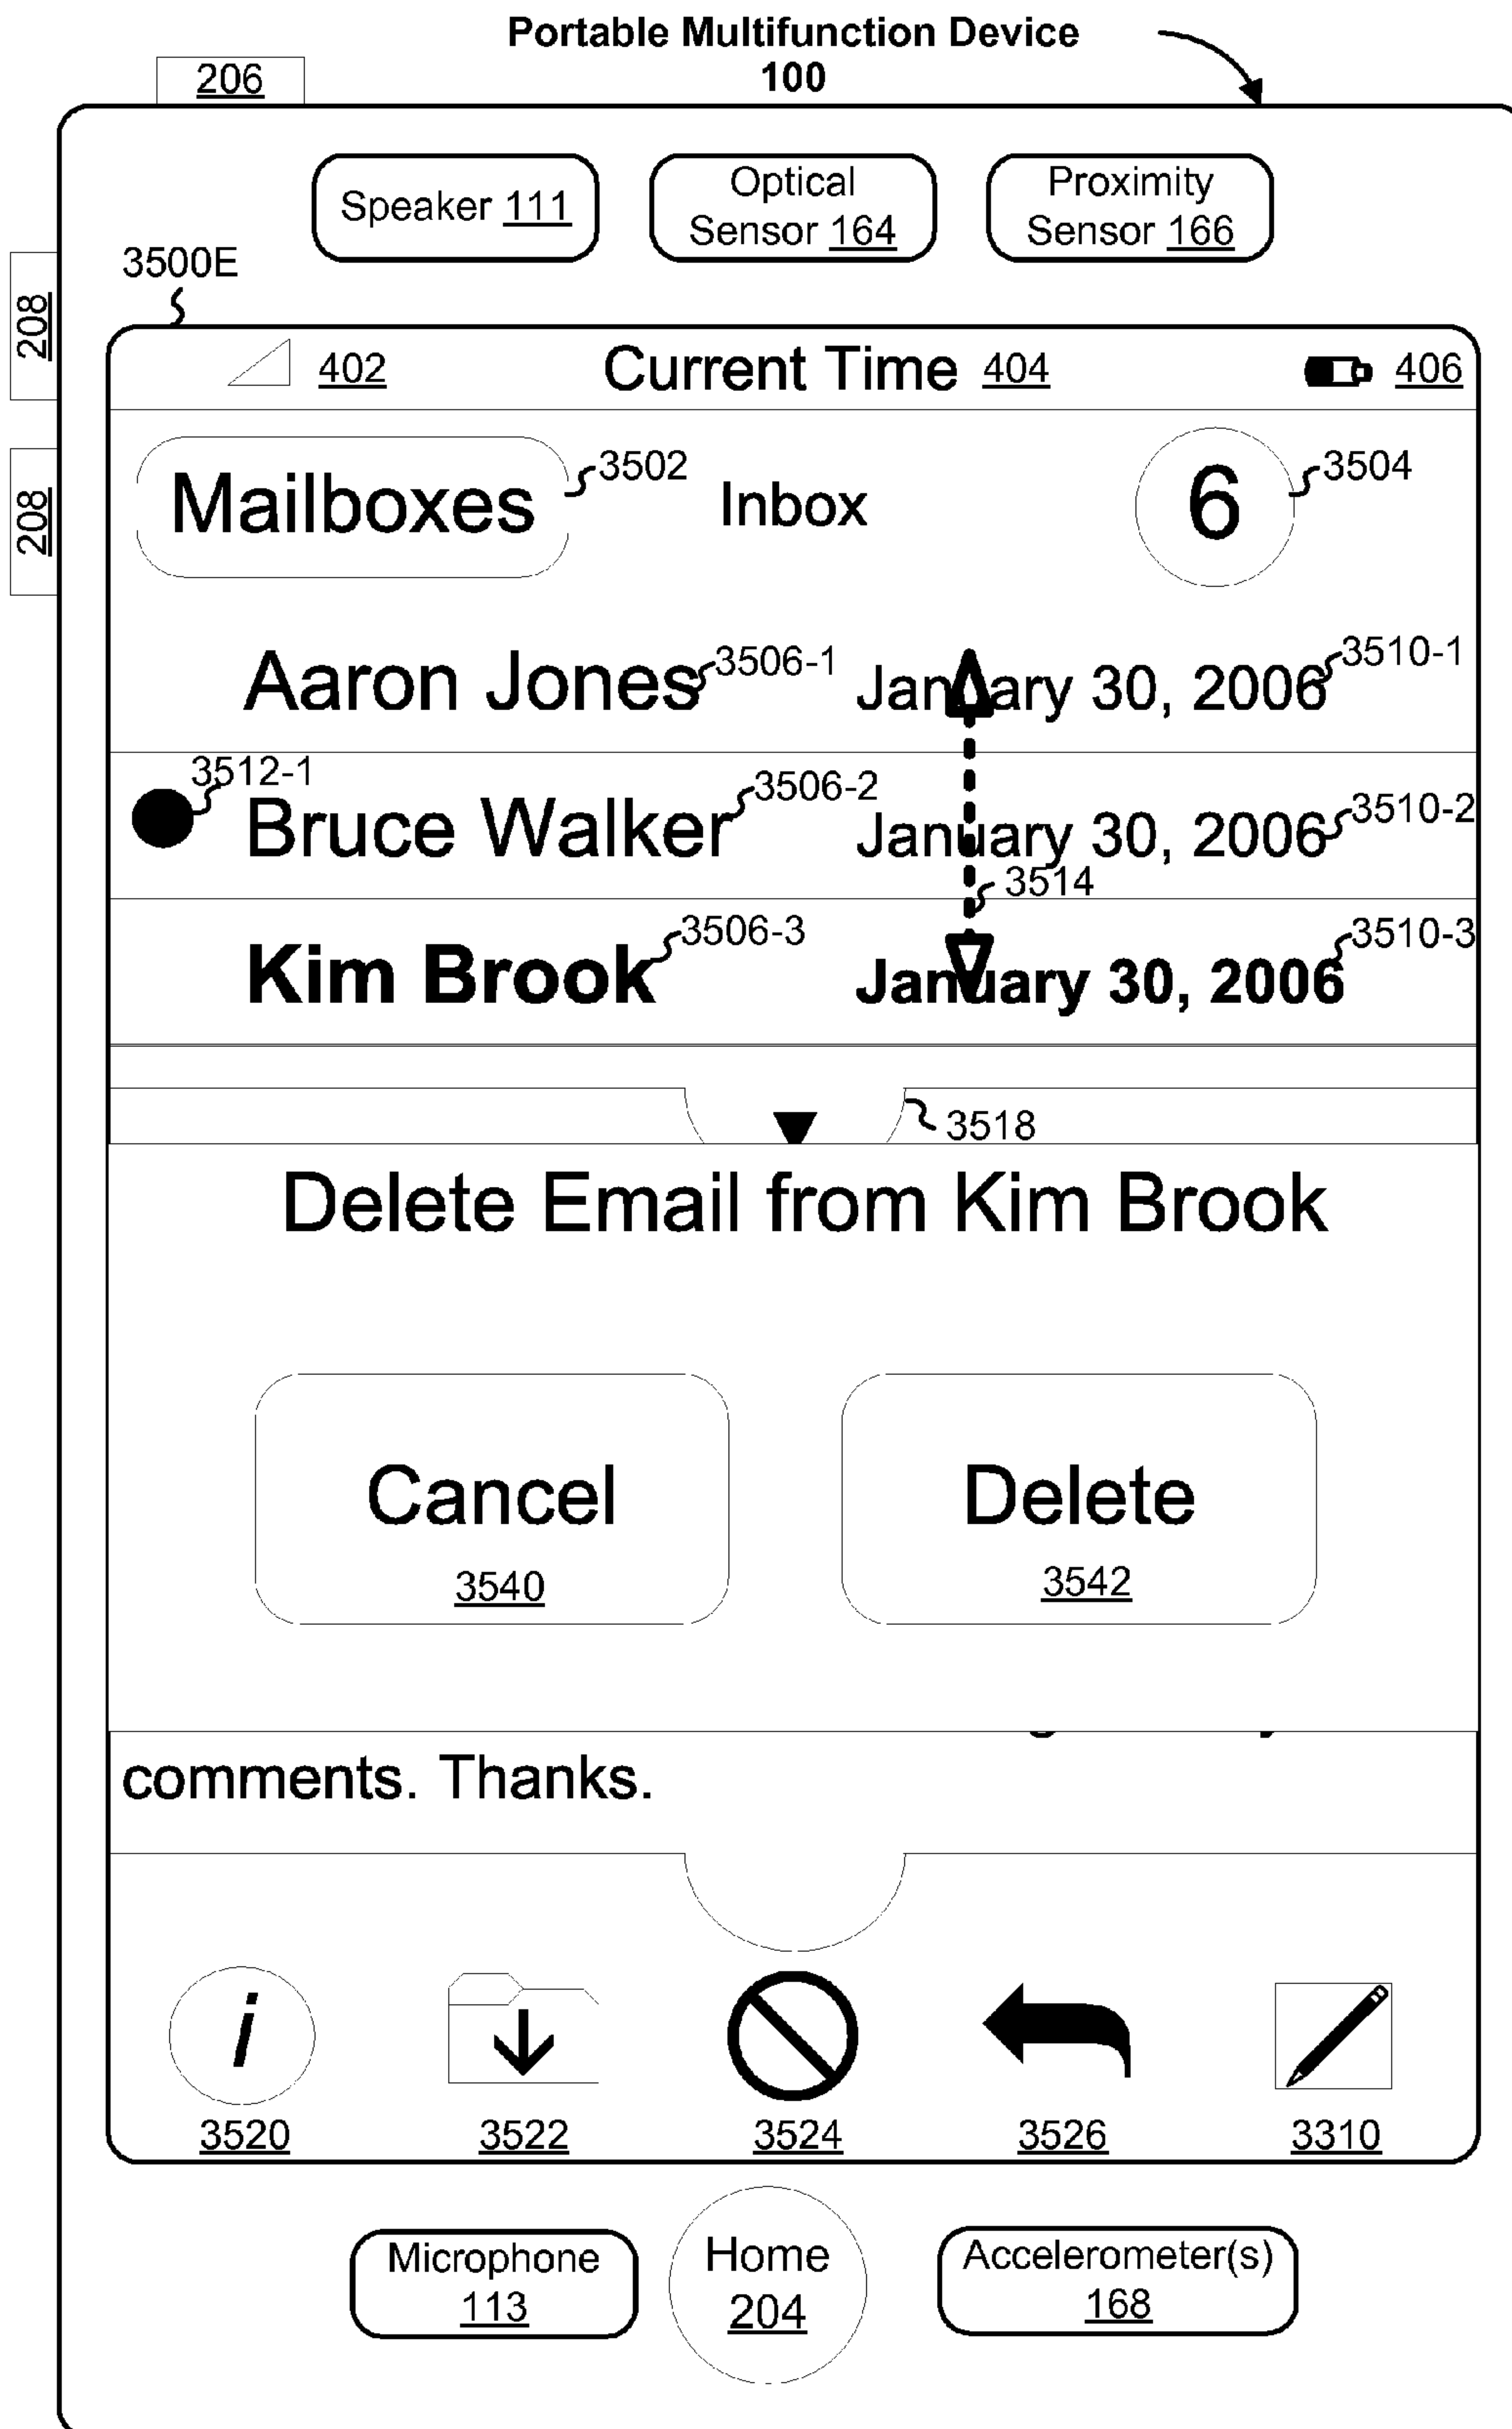 Portable Multifunction Device
100
206
Speaker 111
Optical
Sensor 164
Proximity
Sensor 166
3500E
208
208
402
Current Time 404
406
Mailboxes
3502
Inbox
6
3504
Aaron Jones
3506-1
January 30, 2006
3510-1
3512-1
Bruce Walker
3506-2
January 30, 2006
3510-2
3514
Kim Brook
3506-3
January 30, 2006
3510-3
3518
Delete Email from Kim Brook
Cancel
3540
Delete
3542
comments. Thanks.
i
3520
3522
3524
3526
3310
Microphone
113
Home
204
Accelerometer(s)
168